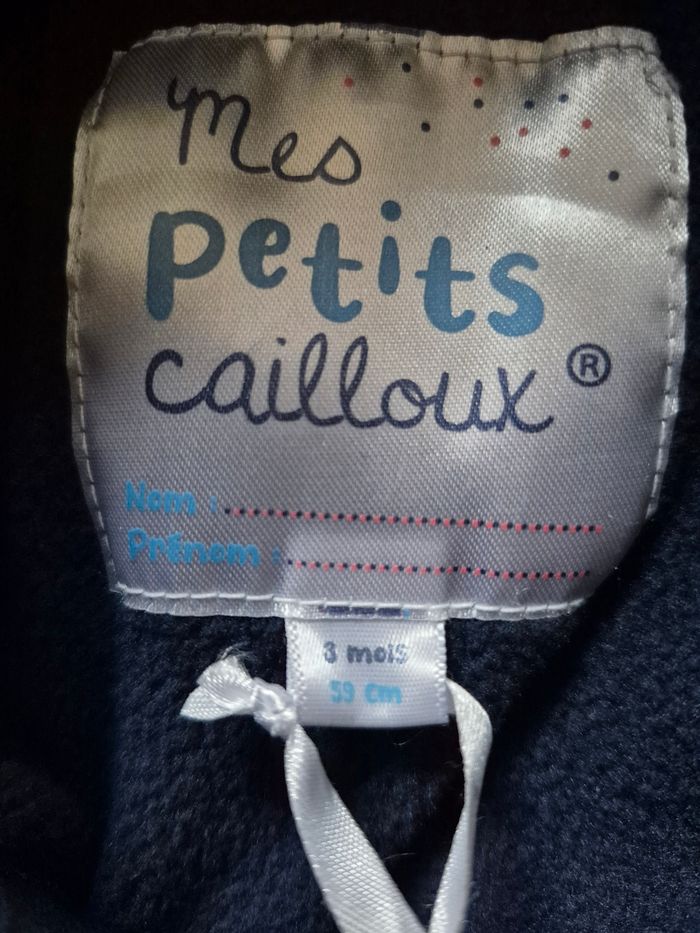 mes
petits
cailloux®
Nom : ........................................
Prénom : ................................
3 mois
59 cm